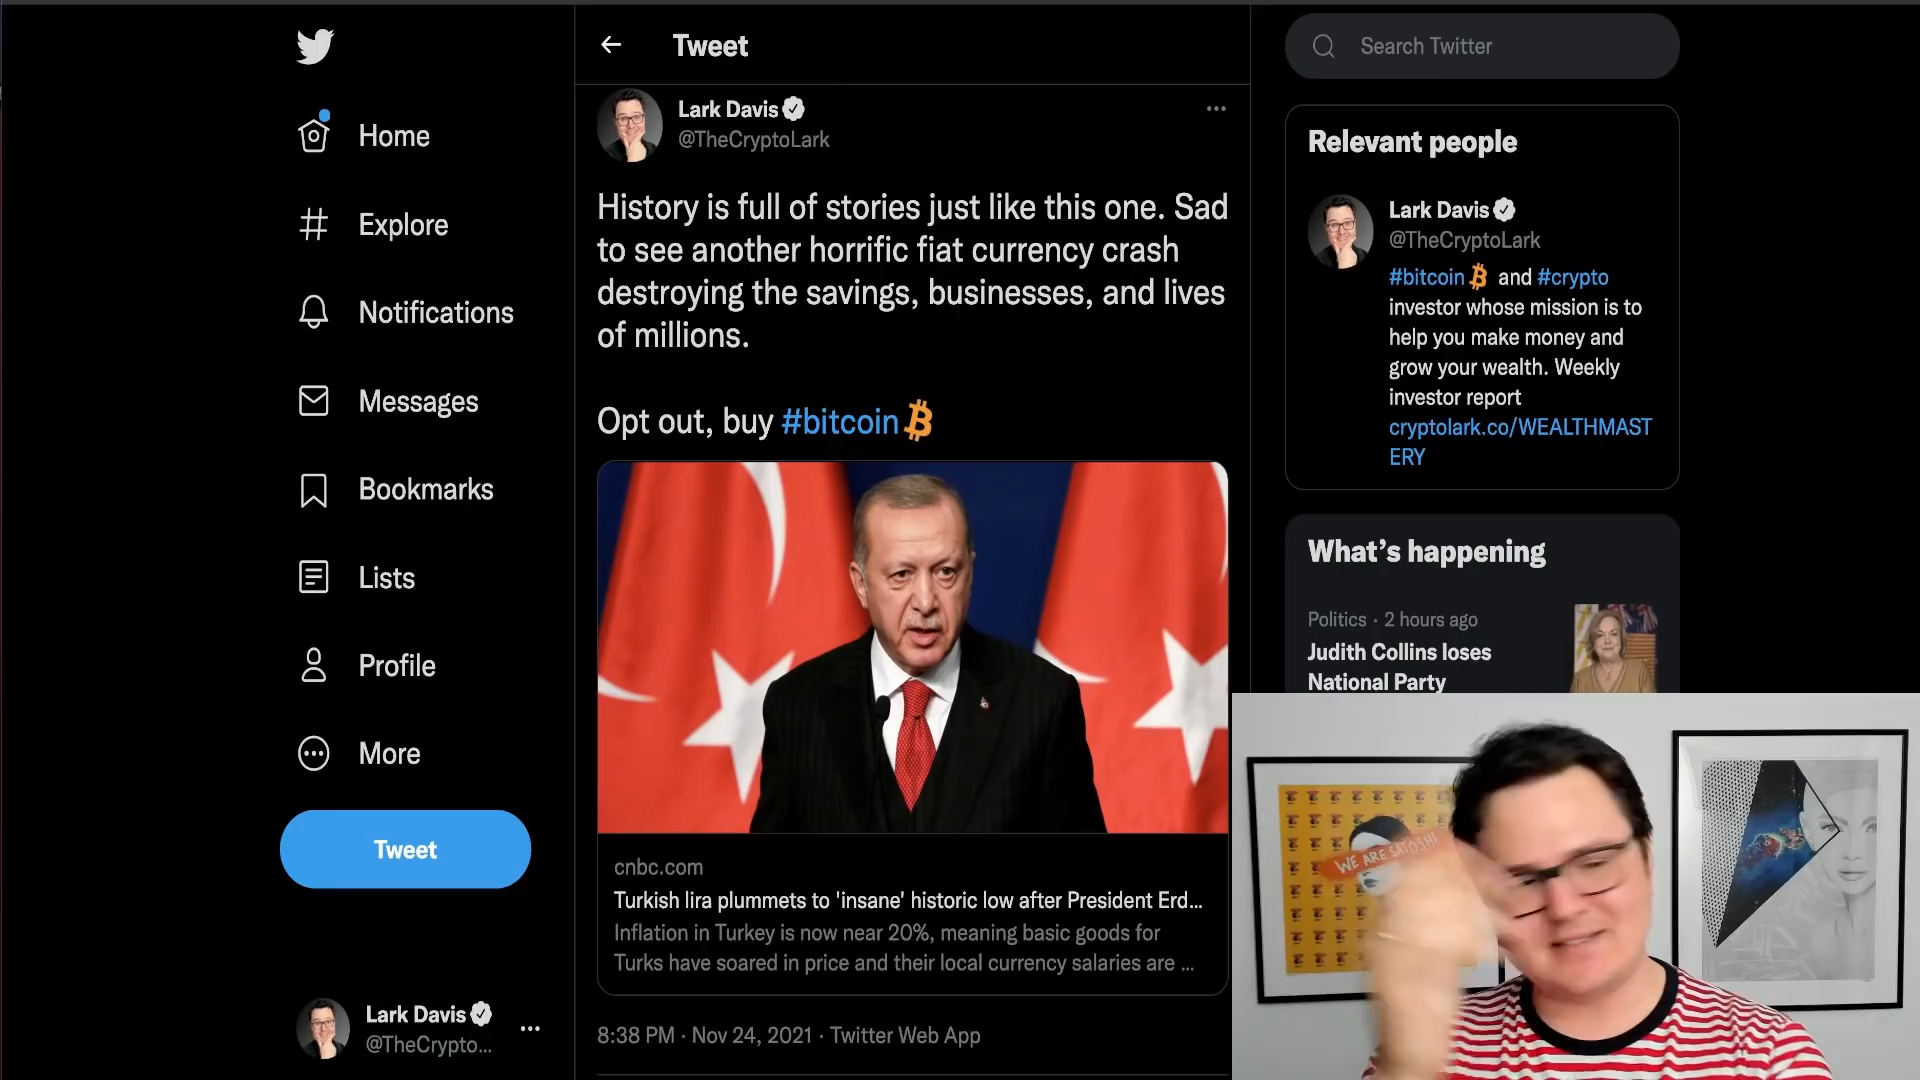 Home
Explore
Notifications
Messages
Bookmarks
Lists
Profile
More
Tweet
Lark Davis
@TheCrypto...
Tweet
Lark Davis
@TheCryptoLark
History is full of stories just like this one. Sad
to see another horrific fiat currency crash
destroying the savings, businesses, and lives
of millions.
Opt out, buy #bitcoin
cnbc.com
Turkish lira plummets to 'insane' historic low after President Erd...
Inflation in Turkey is now near 20%, meaning basic goods for
Turks have soared in price and their local currency salaries are ...
8:38 PM · Nov 24, 2021 · Twitter Web App
Search Twitter
Relevant people
Lark Davis
@TheCryptoLark
#bitcoin and #crypto
investor whose mission is to
help you make money and
grow your wealth. Weekly
investor report
cryptolark.co/WEALTHMAST
ERY
What's happening
Politics · 2 hours ago
Judith Collins loses
National Party
WE ARE SATOSHI